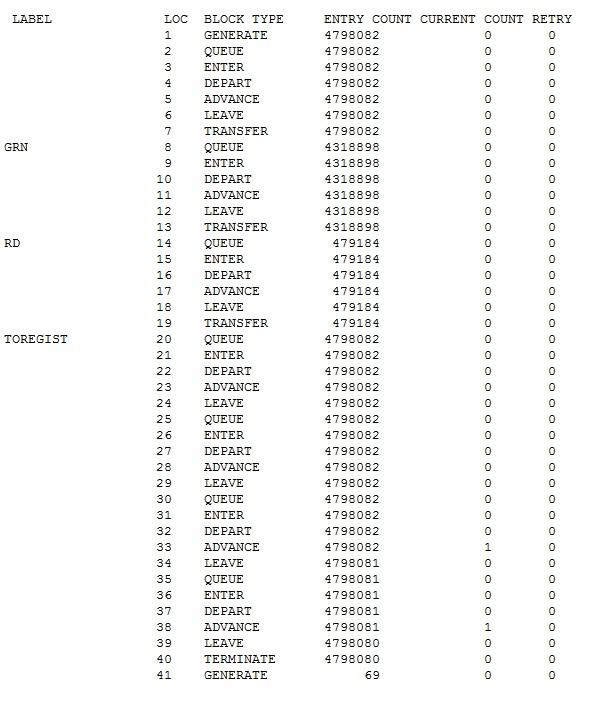 LABEL LOC BLOCK TYPE ENTRY COUNT CURRENT COUNT RETRY
1 GENERATE 4798082 0 0
2 QUEUE 4798082 0 0
3 ENTER 4798082 0 0
4 DEPART 4798082 0 0
5 ADVANCE 4798082 0 0
6 LEAVE 4798082 0 0
7 TRANSFER 4798082 0 0
GRN 8 QUEUE 4318898 0 0
9 ENTER 4318898 0 0
10 DEPART 4318898 0 0
11 ADVANCE 4318898 0 0
12 LEAVE 4318898 0 0
13 TRANSFER 4318898 0 0
RD 14 QUEUE 479184 0 0
15 ENTER 479184 0 0
16 DEPART 479184 0 0
17 ADVANCE 479184 0 0
18 LEAVE 479184 0 0
19 TRANSFER 479184 0 0
TOREGIST 20 QUEUE 4798082 0 0
21 ENTER 4798082 0 0
22 DEPART 4798082 0 0
23 ADVANCE 4798082 0 0
24 LEAVE 4798082 0 0
25 QUEUE 4798082 0 0
26 ENTER 4798082 0 0
27 DEPART 4798082 0 0
28 ADVANCE 4798082 0 0
29 LEAVE 4798082 0 0
30 QUEUE 4798082 0 0
31 ENTER 4798082 0 0
32 DEPART 4798082 0 0
33 ADVANCE 4798082 1 0
34 LEAVE 4798081 0 0
35 QUEUE 4798081 0 0
36 ENTER 4798081 0 0
37 DEPART 4798081 0 0
38 ADVANCE 4798081 1 0
39 LEAVE 4798080 0 0
40 TERMINATE 4798080 0 0
41 GENERATE 69 0 0